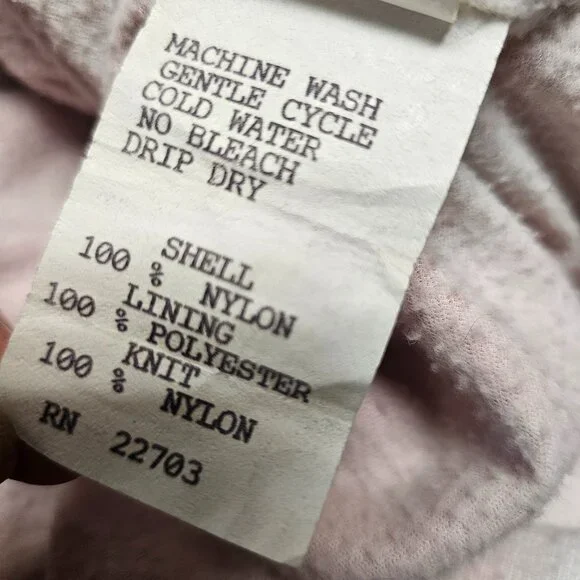 MACHINE WASH
GENTLE CYCLE
COLD WATER
NO BLEACH
DRIP DRY
SHELL
100 % NYLON
LINING
100 % POLYESTER
KNIT
100 % NYLON
RN 22703